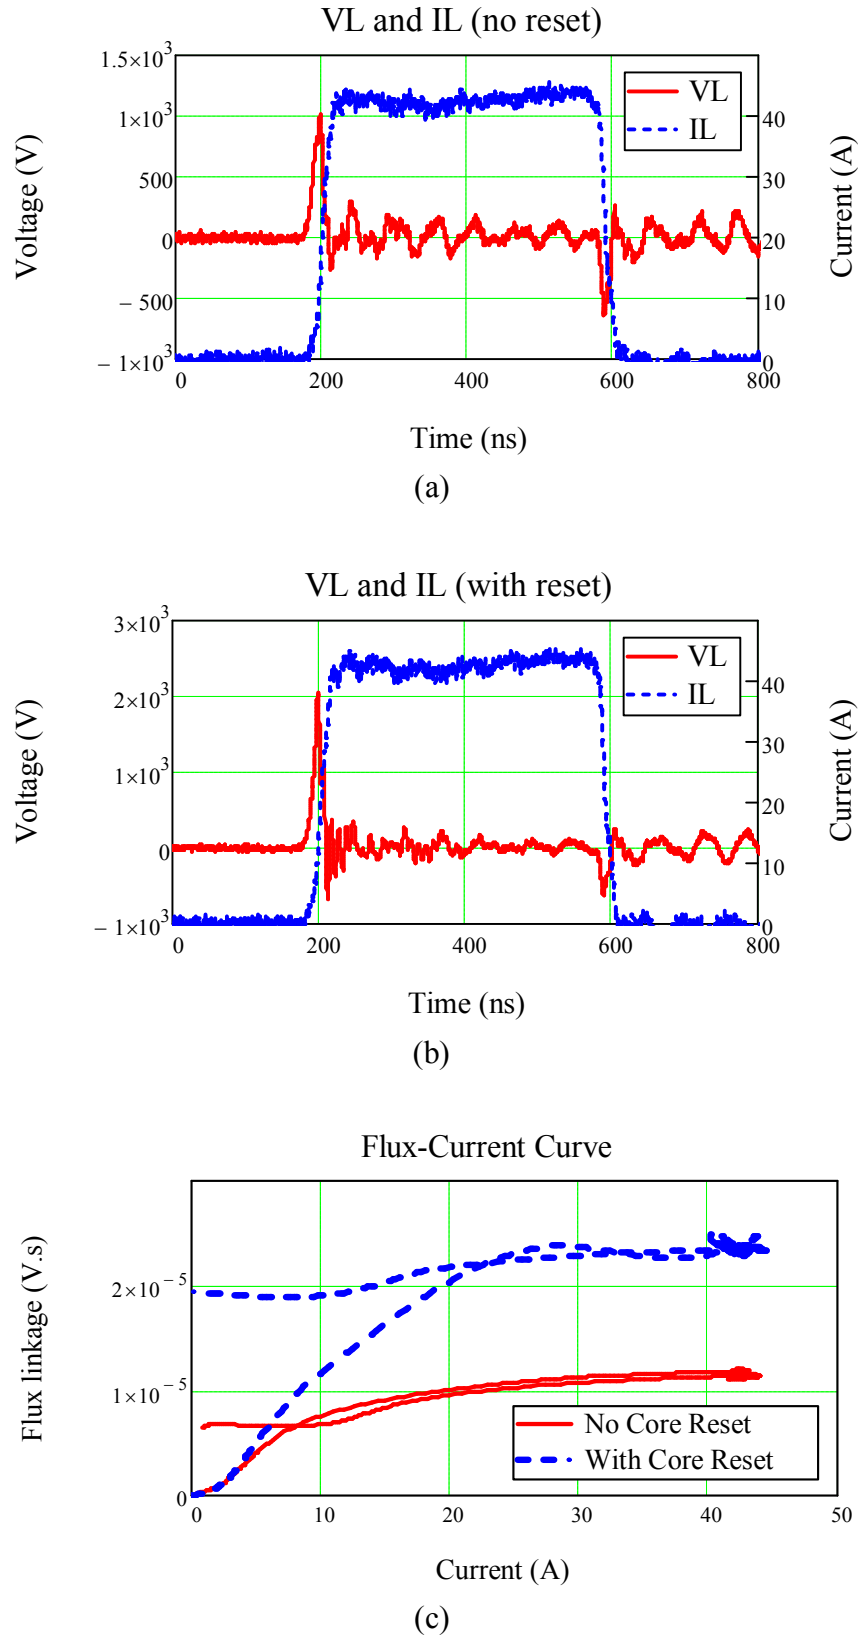 VL and IL (no reset)
1.5×10³
1×10³
500
0
− 500
− 1×10³
Voltage (V)
VL
IL
40
30
20
10
0
Current (A)
0 200 400 600 800
Time (ns)
(a)
VL and IL (with reset)
3×10³
2×10³
1×10³
0
− 1×10³
Voltage (V)
VL
IL
40
30
20
10
0
Current (A)
0 200 400 600 800
Time (ns)
(b)
Flux-Current Curve
2×10⁻⁵
1×10⁻⁵
0
Flux linkage (V.s)
No Core Reset
With Core Reset
0 10 20 30 40 50
Current (A)
(c)